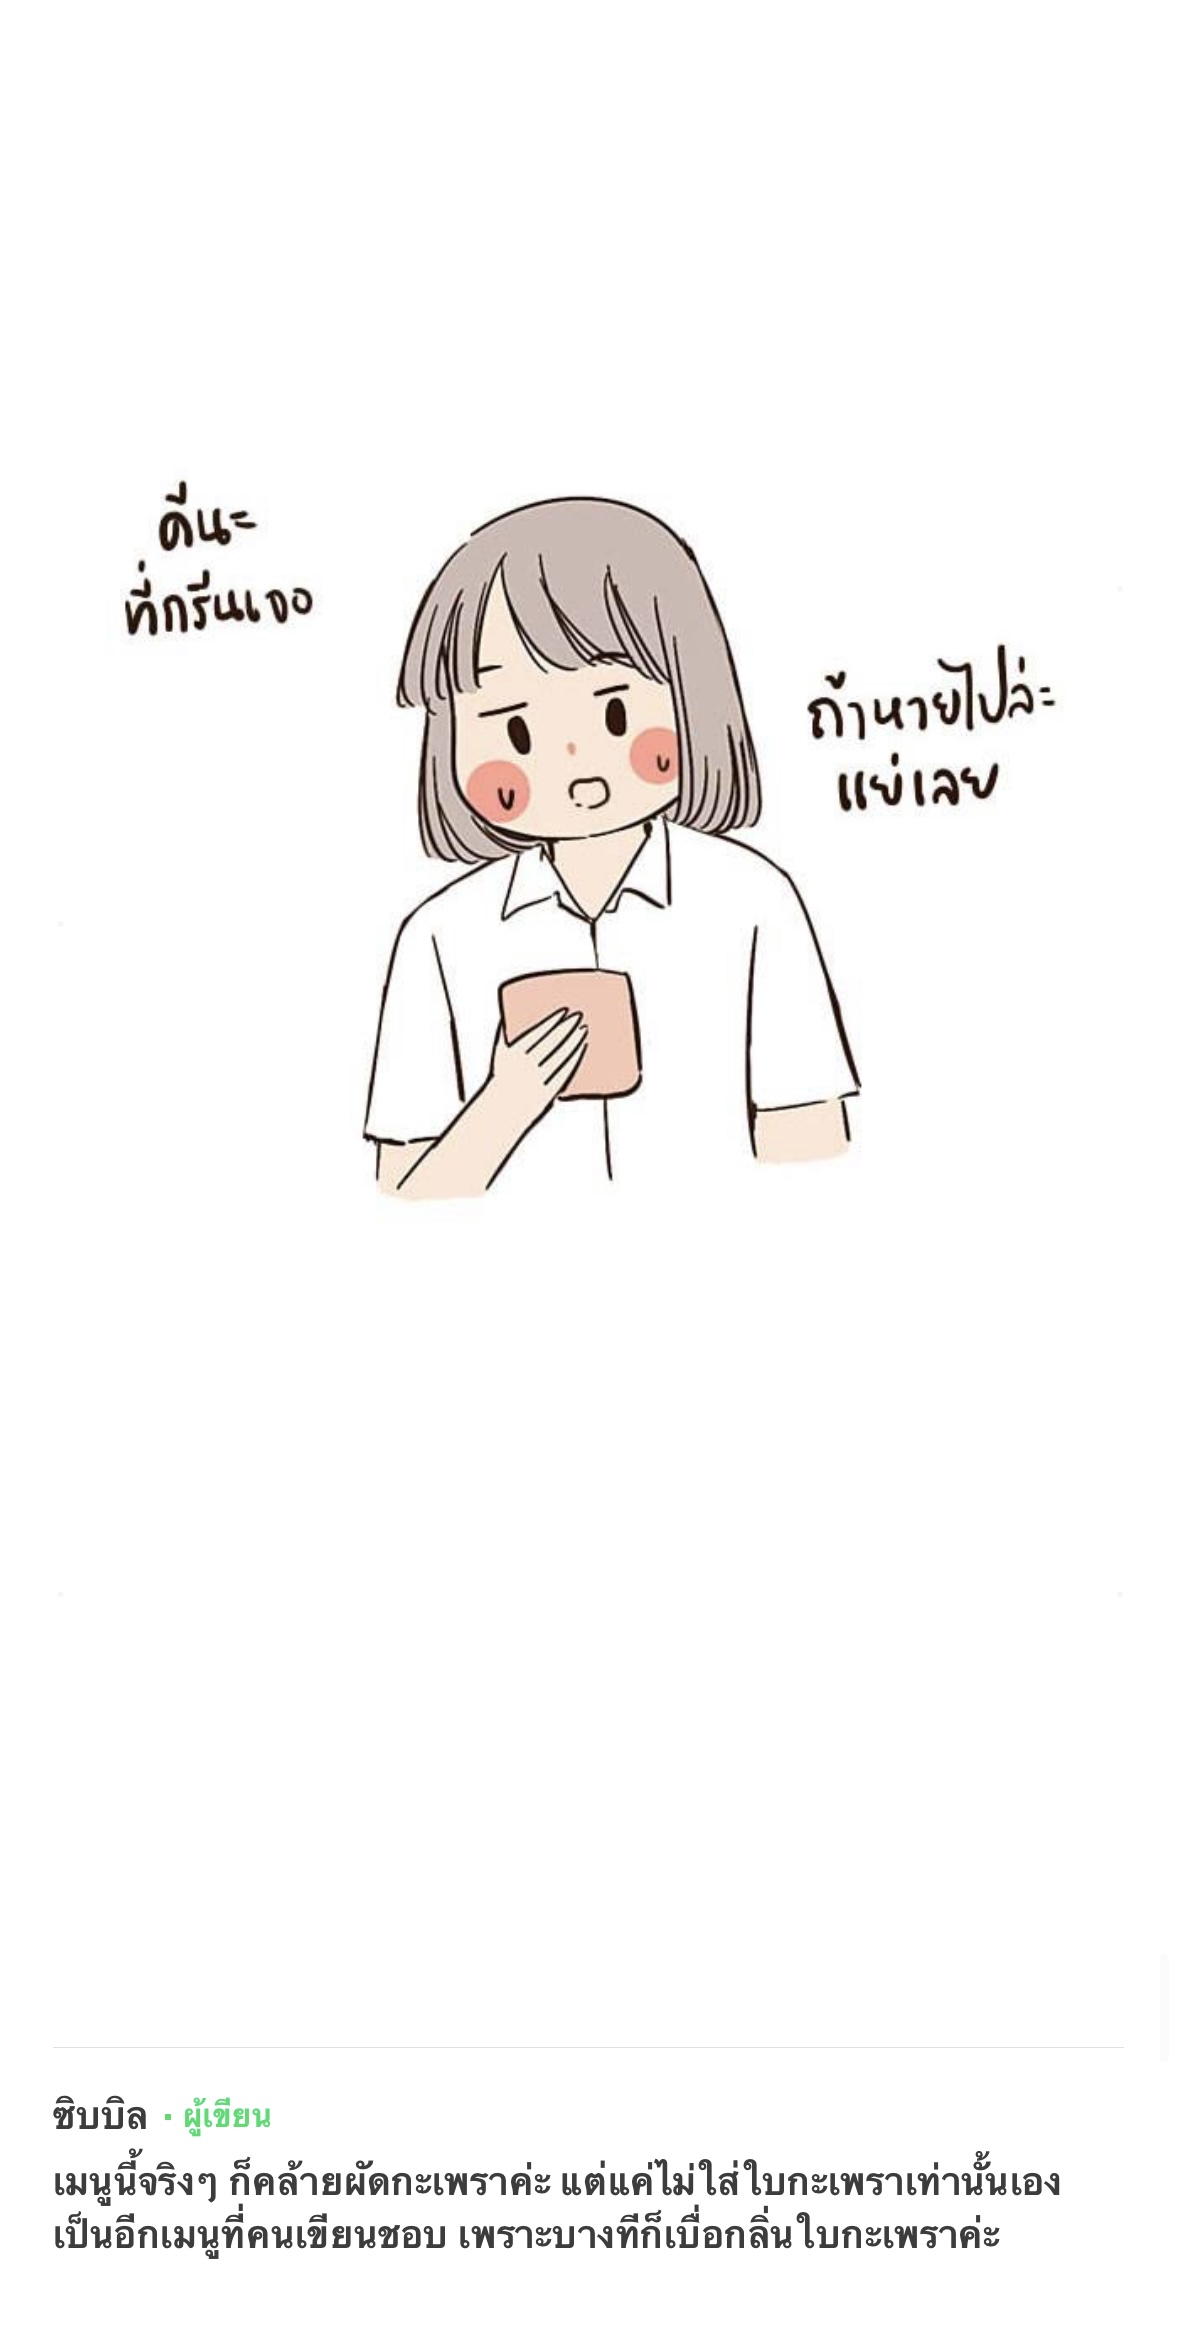 ดีนะ
ที่กรีนเจอ
ถ้าหายไปล่ะ
แย่เลย
ซิบบิล · ผู้เขียน
เมนูนี้จริงๆ ก็คล้ายผัดกะเพราค่ะ แต่แค่ไม่ใส่ใบกะเพราเท่านั้นเอง
เป็นอีกเมนูที่คนเขียนชอบ เพราะบางทีก็เบื่อกลิ่นใบกะเพราค่ะ